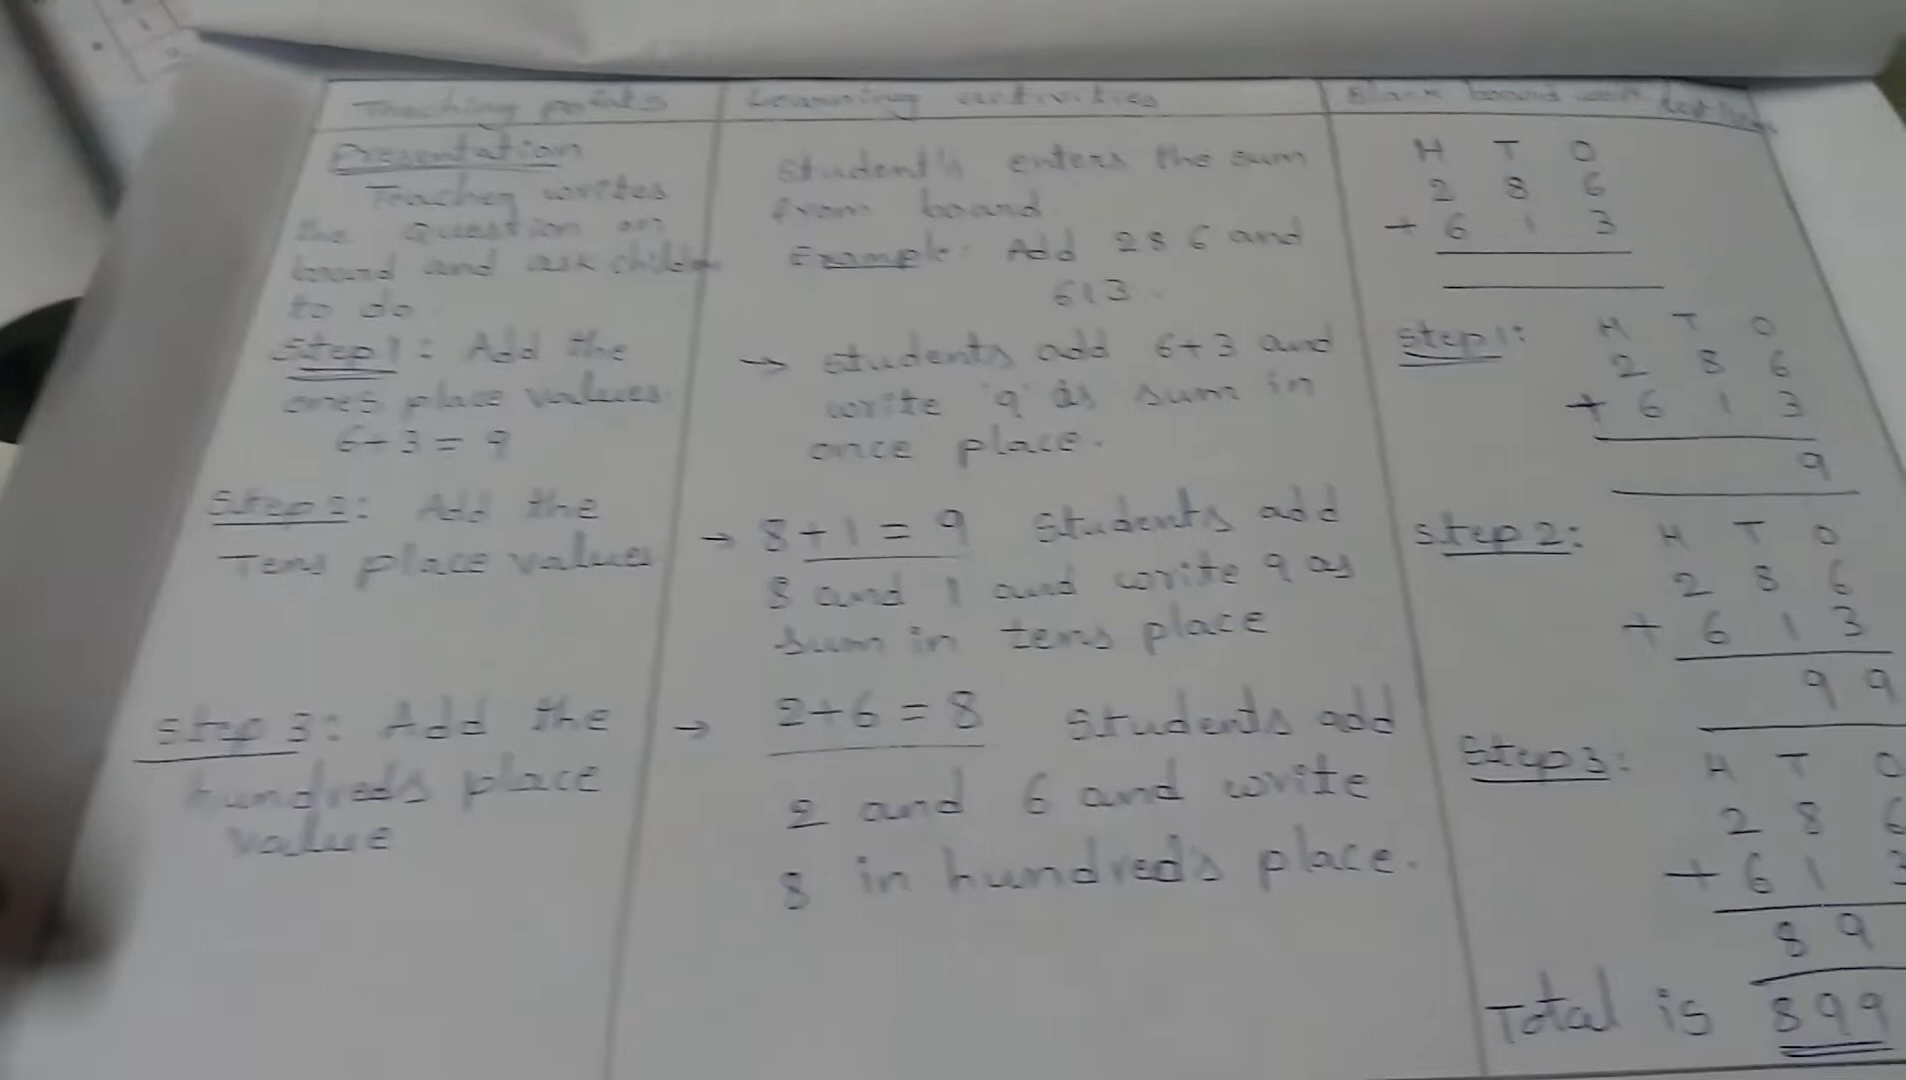 Teaching points
Presentation
Teacher writes
the question on
board and ask
to do.
Step 1: Add the
ones place values
6+3 = 9
Step 2: Add the
Tens place values
Step 3: Add the
hundreds place
value
Learning activities
Student's enters the sum
from board.
Example: Add 286 and
613.
→ Students add 6+3 and
write '9' as sum in
once place.
→ 8+1 = 9 Students add
8 and 1 and write 9 as
sum in tens place
→ 2+6 = 8 Students add
2 and 6 and write
8 in hundred's place.
Black board work
H T O
2 8 6
+ 6 1 3
Step 1: H T O
2 8 6
+ 6 1 3
9
Step 2: H T O
2 8 6
+ 6 1 3
9 9
Step 3: H T O
2 8 6
+ 6 1 3
8 9
Total is 899